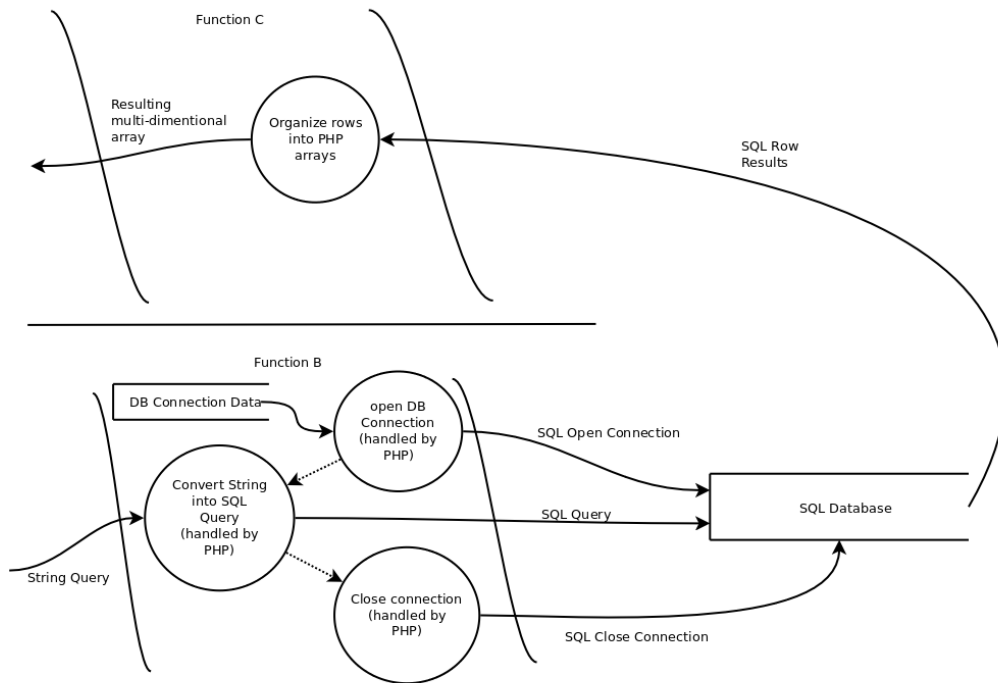 Function C
Resulting
multi-dimentional
array
Organize rows
into PHP
arrays
SQL Row
Results
Function B
DB Connection Data
open DB
Connection
(handled by
PHP)
SQL Open Connection
Convert String
into SQL
Query
(handled by
PHP)
SQL Query
SQL Database
String Query
Close connection
(handled by
PHP)
SQL Close Connection